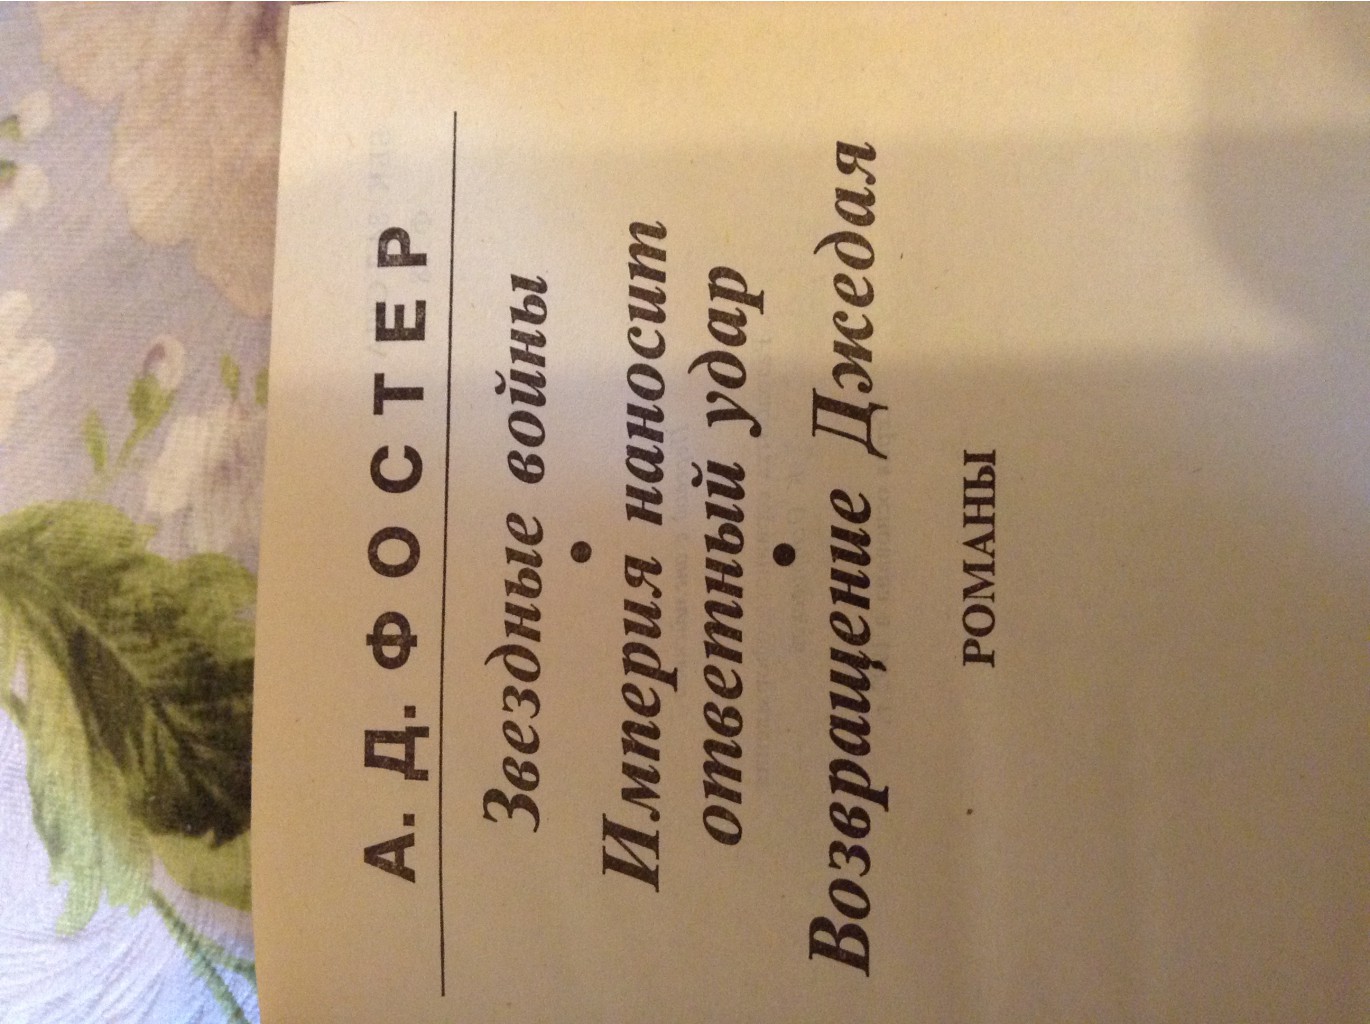 А. Д. ФОСТЕР
Звездные войны
•
Империя наносит
ответный удар
•
Возвращение Джедая
РОМАНЫ